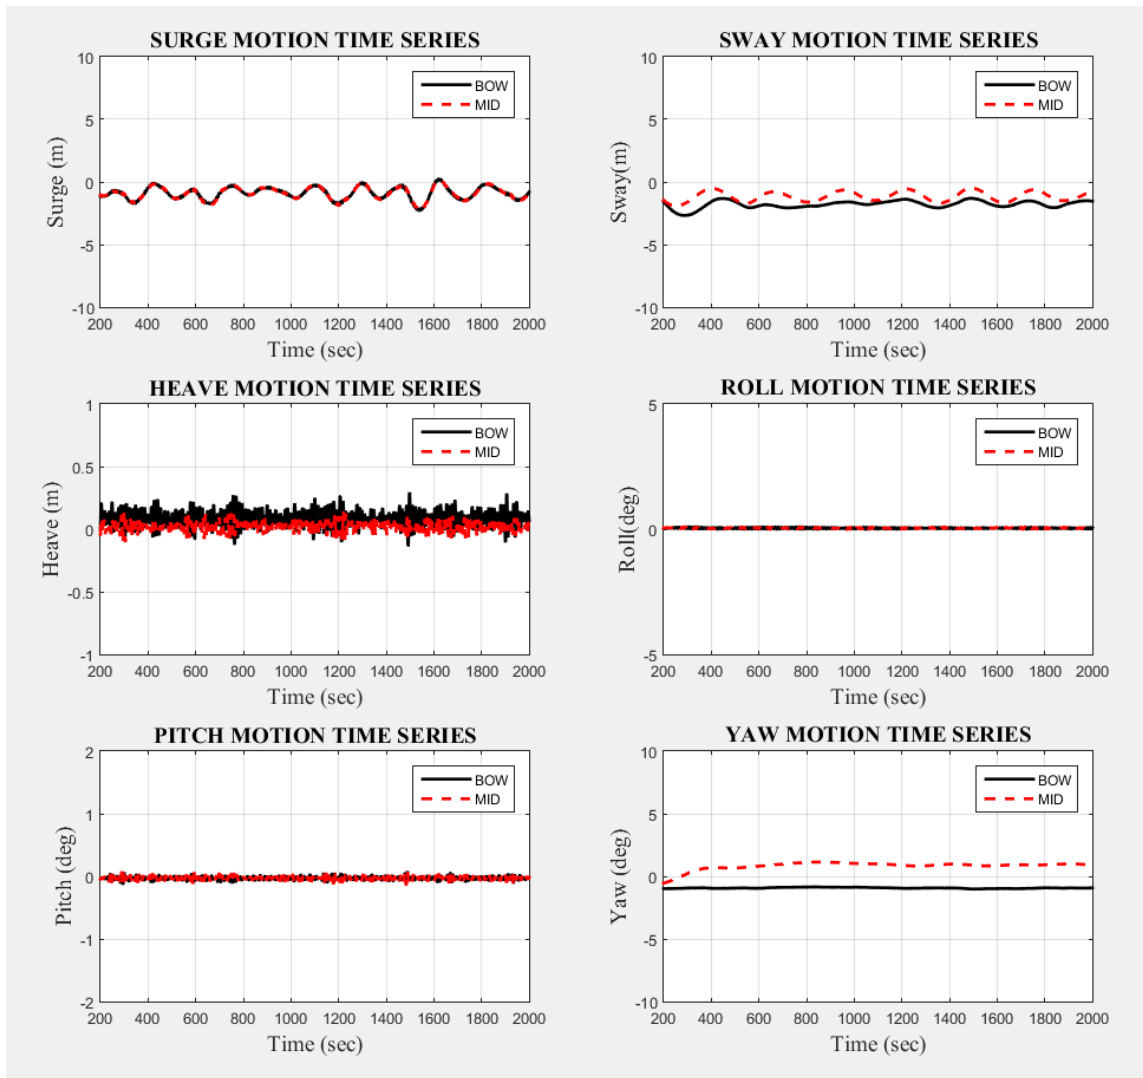 SURGE MOTION TIME SERIES
10
5
0
-5
-10
Surge (m)
BOW
MID
200 400 600 800 1000 1200 1400 1600 1800 2000
Time (sec)
SWAY MOTION TIME SERIES
10
5
0
-5
-10
Sway(m)
BOW
MID
200 400 600 800 1000 1200 1400 1600 1800 2000
Time (sec)
HEAVE MOTION TIME SERIES
1
0.5
0
-0.5
-1
Heave (m)
BOW
MID
200 400 600 800 1000 1200 1400 1600 1800 2000
Time (sec)
ROLL MOTION TIME SERIES
5
0
-5
Roll(deg)
BOW
MID
200 400 600 800 1000 1200 1400 1600 1800 2000
Time (sec)
PITCH MOTION TIME SERIES
2
1
0
-1
-2
Pitch (deg)
BOW
MID
200 400 600 800 1000 1200 1400 1600 1800 2000
Time (sec)
YAW MOTION TIME SERIES
10
5
0
-5
-10
Yaw (deg)
BOW
MID
200 400 600 800 1000 1200 1400 1600 1800 2000
Time (sec)